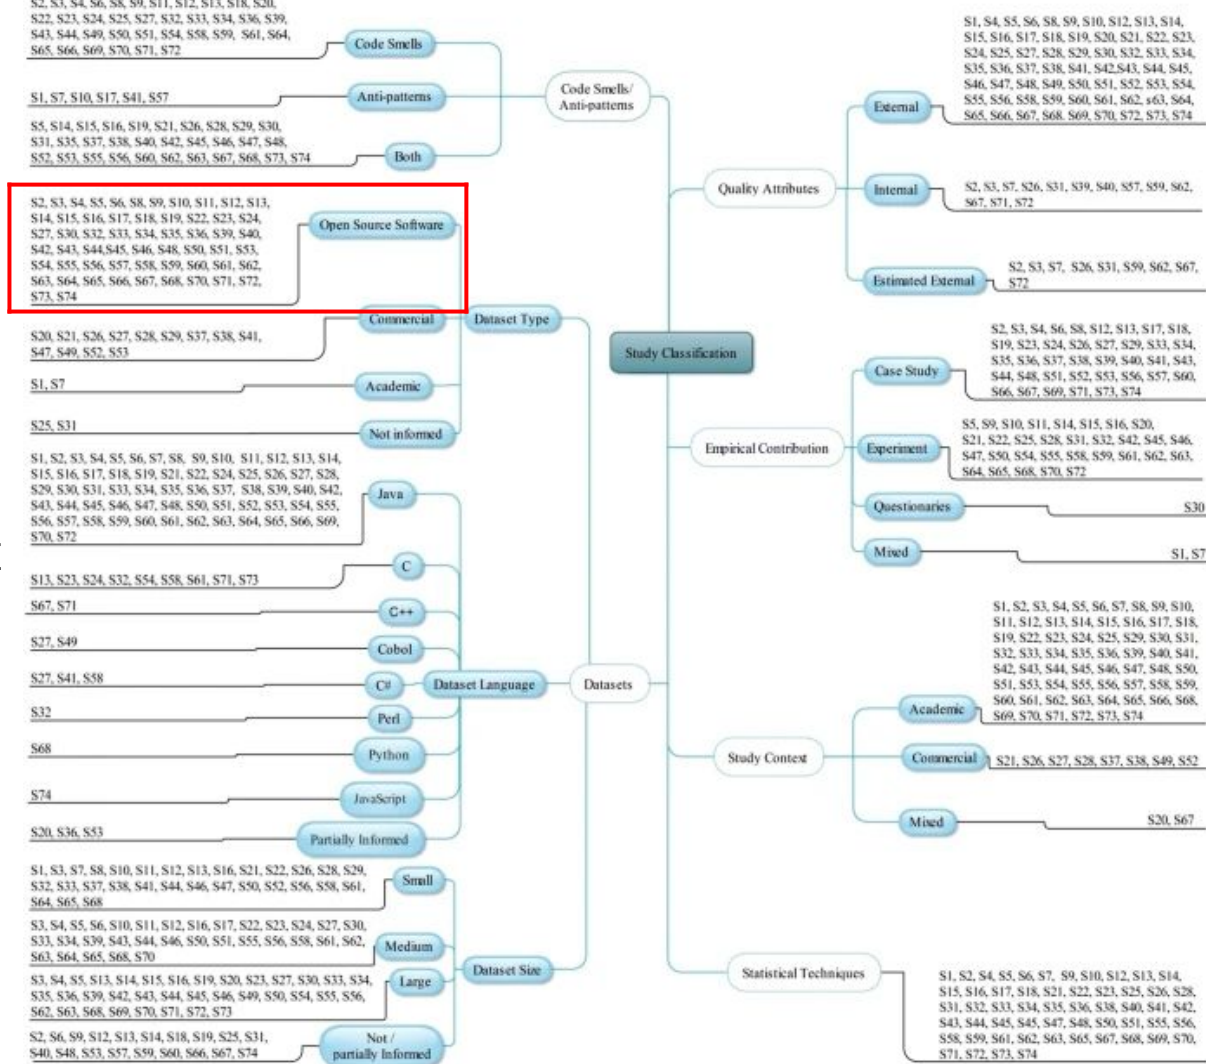 S2, S3, S4, S6, S8, S9, S11, S12, S13, S18, S20,
S22, S23, S24, S25, S27, S32, S33, S34, S36, S39,
S43, S44, S49, S50, S51, S54, S58, S59, S61, S64,
S65, S66, S69, S70, S71, S72
Code Smells
S1, S7, S10, S17, S41, S57
Anti-patterns
S5, S14, S15, S16, S19, S21, S26, S28, S29, S30,
S31, S35, S37, S38, S40, S42, S45, S46, S47, S48,
S52, S53, S55, S56, S60, S62, S63, S67, S68, S73, S74
Both
Code Smells/
Anti-patterns
S2, S3, S4, S5, S6, S8, S9, S10, S11, S12, S13,
S14, S15, S16, S17, S18, S19, S22, S23, S24,
S27, S30, S32, S33, S34, S35, S36, S39, S40,
S42, S43, S44,S45, S46, S48, S50, S51, S53,
S54, S55, S56, S57, S58, S59, S60, S61, S62,
S63, S64, S65, S66, S67, S68, S70, S71, S72,
S73, S74
Open Source Software
S20, S21, S26, S27, S28, S29, S37, S38, S41,
S47, S49, S52, S53
Commercial
S1, S7
Academic
S25, S31
Not informed
Dataset Type
S1, S2, S3, S4, S5, S6, S7, S8, S9, S10, S11, S12, S13, S14,
S15, S16, S17, S18, S19, S21, S22, S24, S25, S26, S27, S28,
S29, S30, S31, S33, S34, S35, S36, S37, S38, S39, S40, S42,
S43, S44, S45, S46, S47, S48, S50, S51, S52, S53, S54, S55,
S56, S57, S58, S59, S60, S61, S62, S63, S64, S65, S66, S69,
S70, S72
Java
S13, S23, S24, S32, S54, S58, S61, S71, S73
C
S67, S71
C++
S27, S49
Cobol
S27, S41, S58
C#
S32
Perl
S68
Python
S74
JavaScript
S20, S36, S53
Partially Informed
Dataset Language
Datasets
S1, S3, S7, S8, S10, S11, S12, S13, S16, S21, S22, S26, S28, S29,
S32, S33, S37, S38, S41, S44, S46, S47, S50, S52, S56, S58, S61,
S64, S65, S68
Small
S3, S4, S5, S6, S10, S11, S12, S16, S17, S22, S23, S24, S27, S30,
S33, S34, S39, S43, S44, S46, S50, S51, S55, S56, S58, S61, S62,
S63, S64, S65, S68, S70
Medium
S3, S4, S5, S13, S14, S15, S16, S19, S20, S23, S27, S30, S33, S34,
S35, S36, S39, S42, S43, S44, S45, S46, S49, S50, S54, S55, S56,
S62, S63, S68, S69, S70, S71, S72, S73
Large
S2, S6, S9, S12, S13, S14, S18, S19, S25, S31,
S40, S48, S53, S57, S59, S60, S66, S67, S74
Not /
partially Informed
Dataset Size
Study Classification
Quality Attributes
External
S1, S4, S5, S6, S8, S9, S10, S12, S13, S14,
S15, S16, S17, S18, S19, S20, S21, S22, S23,
S24, S25, S27, S28, S29, S30, S32, S33, S34,
S35, S36, S37, S38, S41, S42,S43, S44, S45,
S46, S47, S48, S49, S50, S51, S52, S53, S54,
S55, S56, S58, S59, S60, S61, S62, s63, S64,
S65, S66, S67, S68, S69, S70, S72, S73, S74
Internal
S2, S3, S7, S26, S31, S39, S40, S57, S59, S62,
S67, S71, S72
Estimated External
S2, S3, S7, S26, S31, S59, S62, S67,
S72
Empirical Contribution
Case Study
S2, S3, S4, S6, S8, S12, S13, S17, S18,
S19, S23, S24, S26, S27, S29, S33, S34,
S35, S36, S37, S38, S39, S40, S41, S43,
S44, S48, S51, S52, S53, S56, S57, S60,
S66, S67, S69, S71, S73, S74
Experiment
S5, S9, S10, S11, S14, S15, S16, S20,
S21, S22, S25, S28, S31, S32, S42, S45, S46,
S47, S50, S54, S55, S58, S59, S61, S62, S63,
S64, S65, S68, S70, S72
Questionaries
S30
Mixed
S1, S7
Study Context
Academic
S1, S2, S3, S4, S5, S6, S7, S8, S9, S10,
S11, S12, S13, S14, S15, S16, S17, S18,
S19, S22, S23, S24, S25, S29, S30, S31,
S32, S33, S34, S35, S36, S39, S40, S41,
S42, S43, S44, S45, S46, S47, S48, S50,
S51, S53, S54, S55, S56, S57, S58, S59,
S60, S61, S62, S63, S64, S65, S66, S68,
S69, S70, S71, S72, S73, S74
Commercial
S21, S26, S27, S28, S37, S38, S49, S52
Mixed
S20, S67
Statistical Techniques
S1, S2, S4, S5, S6, S7, S9, S10, S12, S13, S14,
S15, S16, S17, S18, S21, S22, S23, S25, S26, S28,
S31, S32, S33, S34, S35, S36, S38, S40, S41, S42,
S43, S44, S45, S45, S47, S48, S50, S51, S55, S56,
S58, S59, S61, S62, S63, S65, S67, S68, S69, S70,
S71, S72, S73, S74